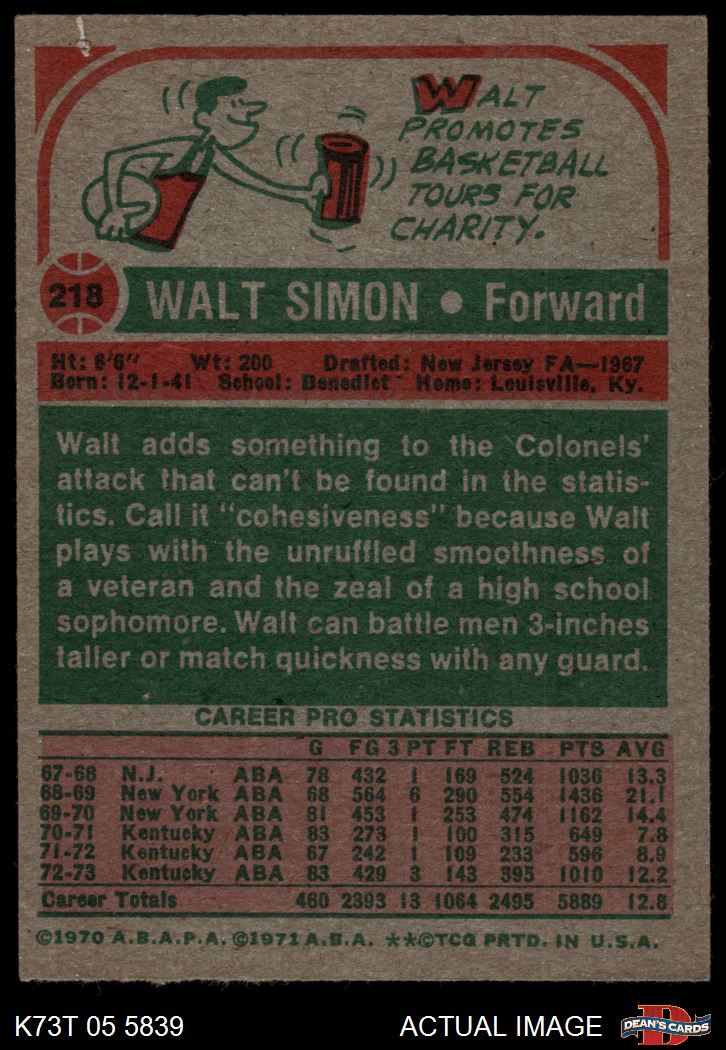 WALT
PROMOTES
BASKETBALL
TOURS FOR
CHARITY.
218 WALT SIMON • Forward
Ht: 6'6" Wt: 200 Drafted: New Jersey FA—1967
Born: 12-1-41 School: Benedict Home: Louisville, Ky.
Walt adds something to the Colonels'
attack that can't be found in the statis-
tics. Call it "cohesiveness" because Walt
plays with the unruffled smoothness of
a veteran and the zeal of a high school
sophomore. Walt can battle men 3-inches
taller or match quickness with any guard.
CAREER PRO STATISTICS
G FG 3 PT FT REB PTS AVG
67-68 N.J. ABA 78 432 1 169 524 1036 13.3
68-69 New York ABA 68 564 6 290 554 1436 21.1
69-70 New York ABA 81 453 1 253 474 1162 14.4
70-71 Kentucky ABA 83 273 1 100 315 649 7.8
71-72 Kentucky ABA 67 242 1 109 233 596 8.9
72-73 Kentucky ABA 83 429 3 143 395 1010 12.2
Career Totals 460 2393 13 1064 2495 5889 12.8
©1970 A.B.A.P.A. ©1971 A.B.A. **©TCG PRTD. IN U.S.A.
K73T 05 5839 ACTUAL IMAGE
D
DEAN'S CARDS